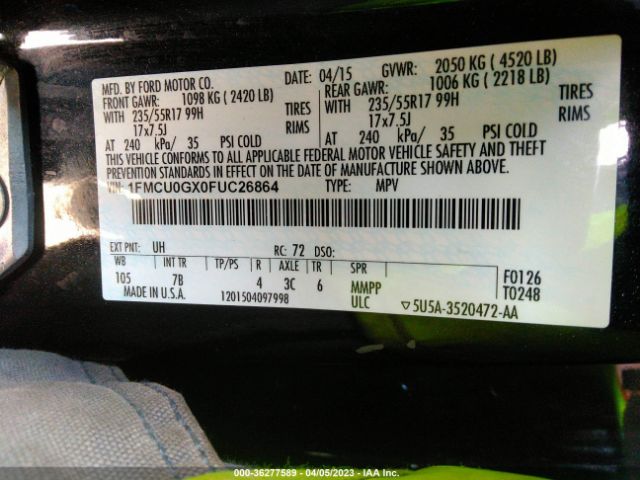 MFD. BY FORD MOTOR CO.
DATE: 04/15 GVWR: 2050 KG ( 4520 LB)
FRONT GAWR: 1098 KG ( 2420 LB)
REAR GAWR: 1006 KG ( 2218 LB)
WITH 235/55R17 99H TIRES
WITH 235/55R17 99H TIRES
17x7.5J RIMS
17x7.5J RIMS
AT 240 kPa/ 35 PSI COLD
AT 240 kPa/ 35 PSI COLD
THIS VEHICLE CONFORMS TO ALL APPLICABLE FEDERAL MOTOR VEHICLE SAFETY AND THEFT
PREVENTION STANDARDS IN EFFECT ON THE DATE OF MANUFACTURE SHOWN ABOVE.
VIN: 1FMCU0GX0FUC26864 TYPE: MPV
EXT PNT: UH RC: 72 DSO:
WB INT TR TP/PS R AXLE TR SPR
105 7B 4 3C 6 MMPP
ULC
F0126
T0248
MADE IN U.S.A. 1201504097998
▽5U5A-3520472-AA
000-36277589 - 04/05/2023 - IAA Inc.